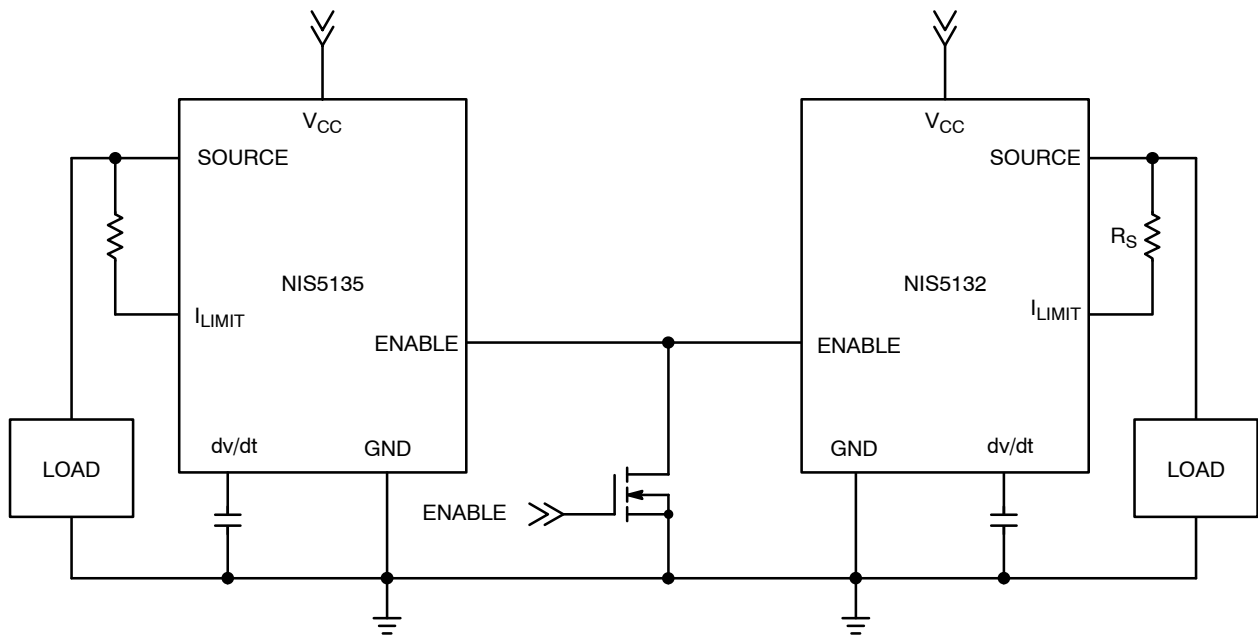 VCC
SOURCE
NIS5135
ILIMIT
ENABLE
dv/dt
GND
LOAD
VCC
SOURCE
RS
NIS5132
ILIMIT
ENABLE
GND
dv/dt
LOAD
ENABLE